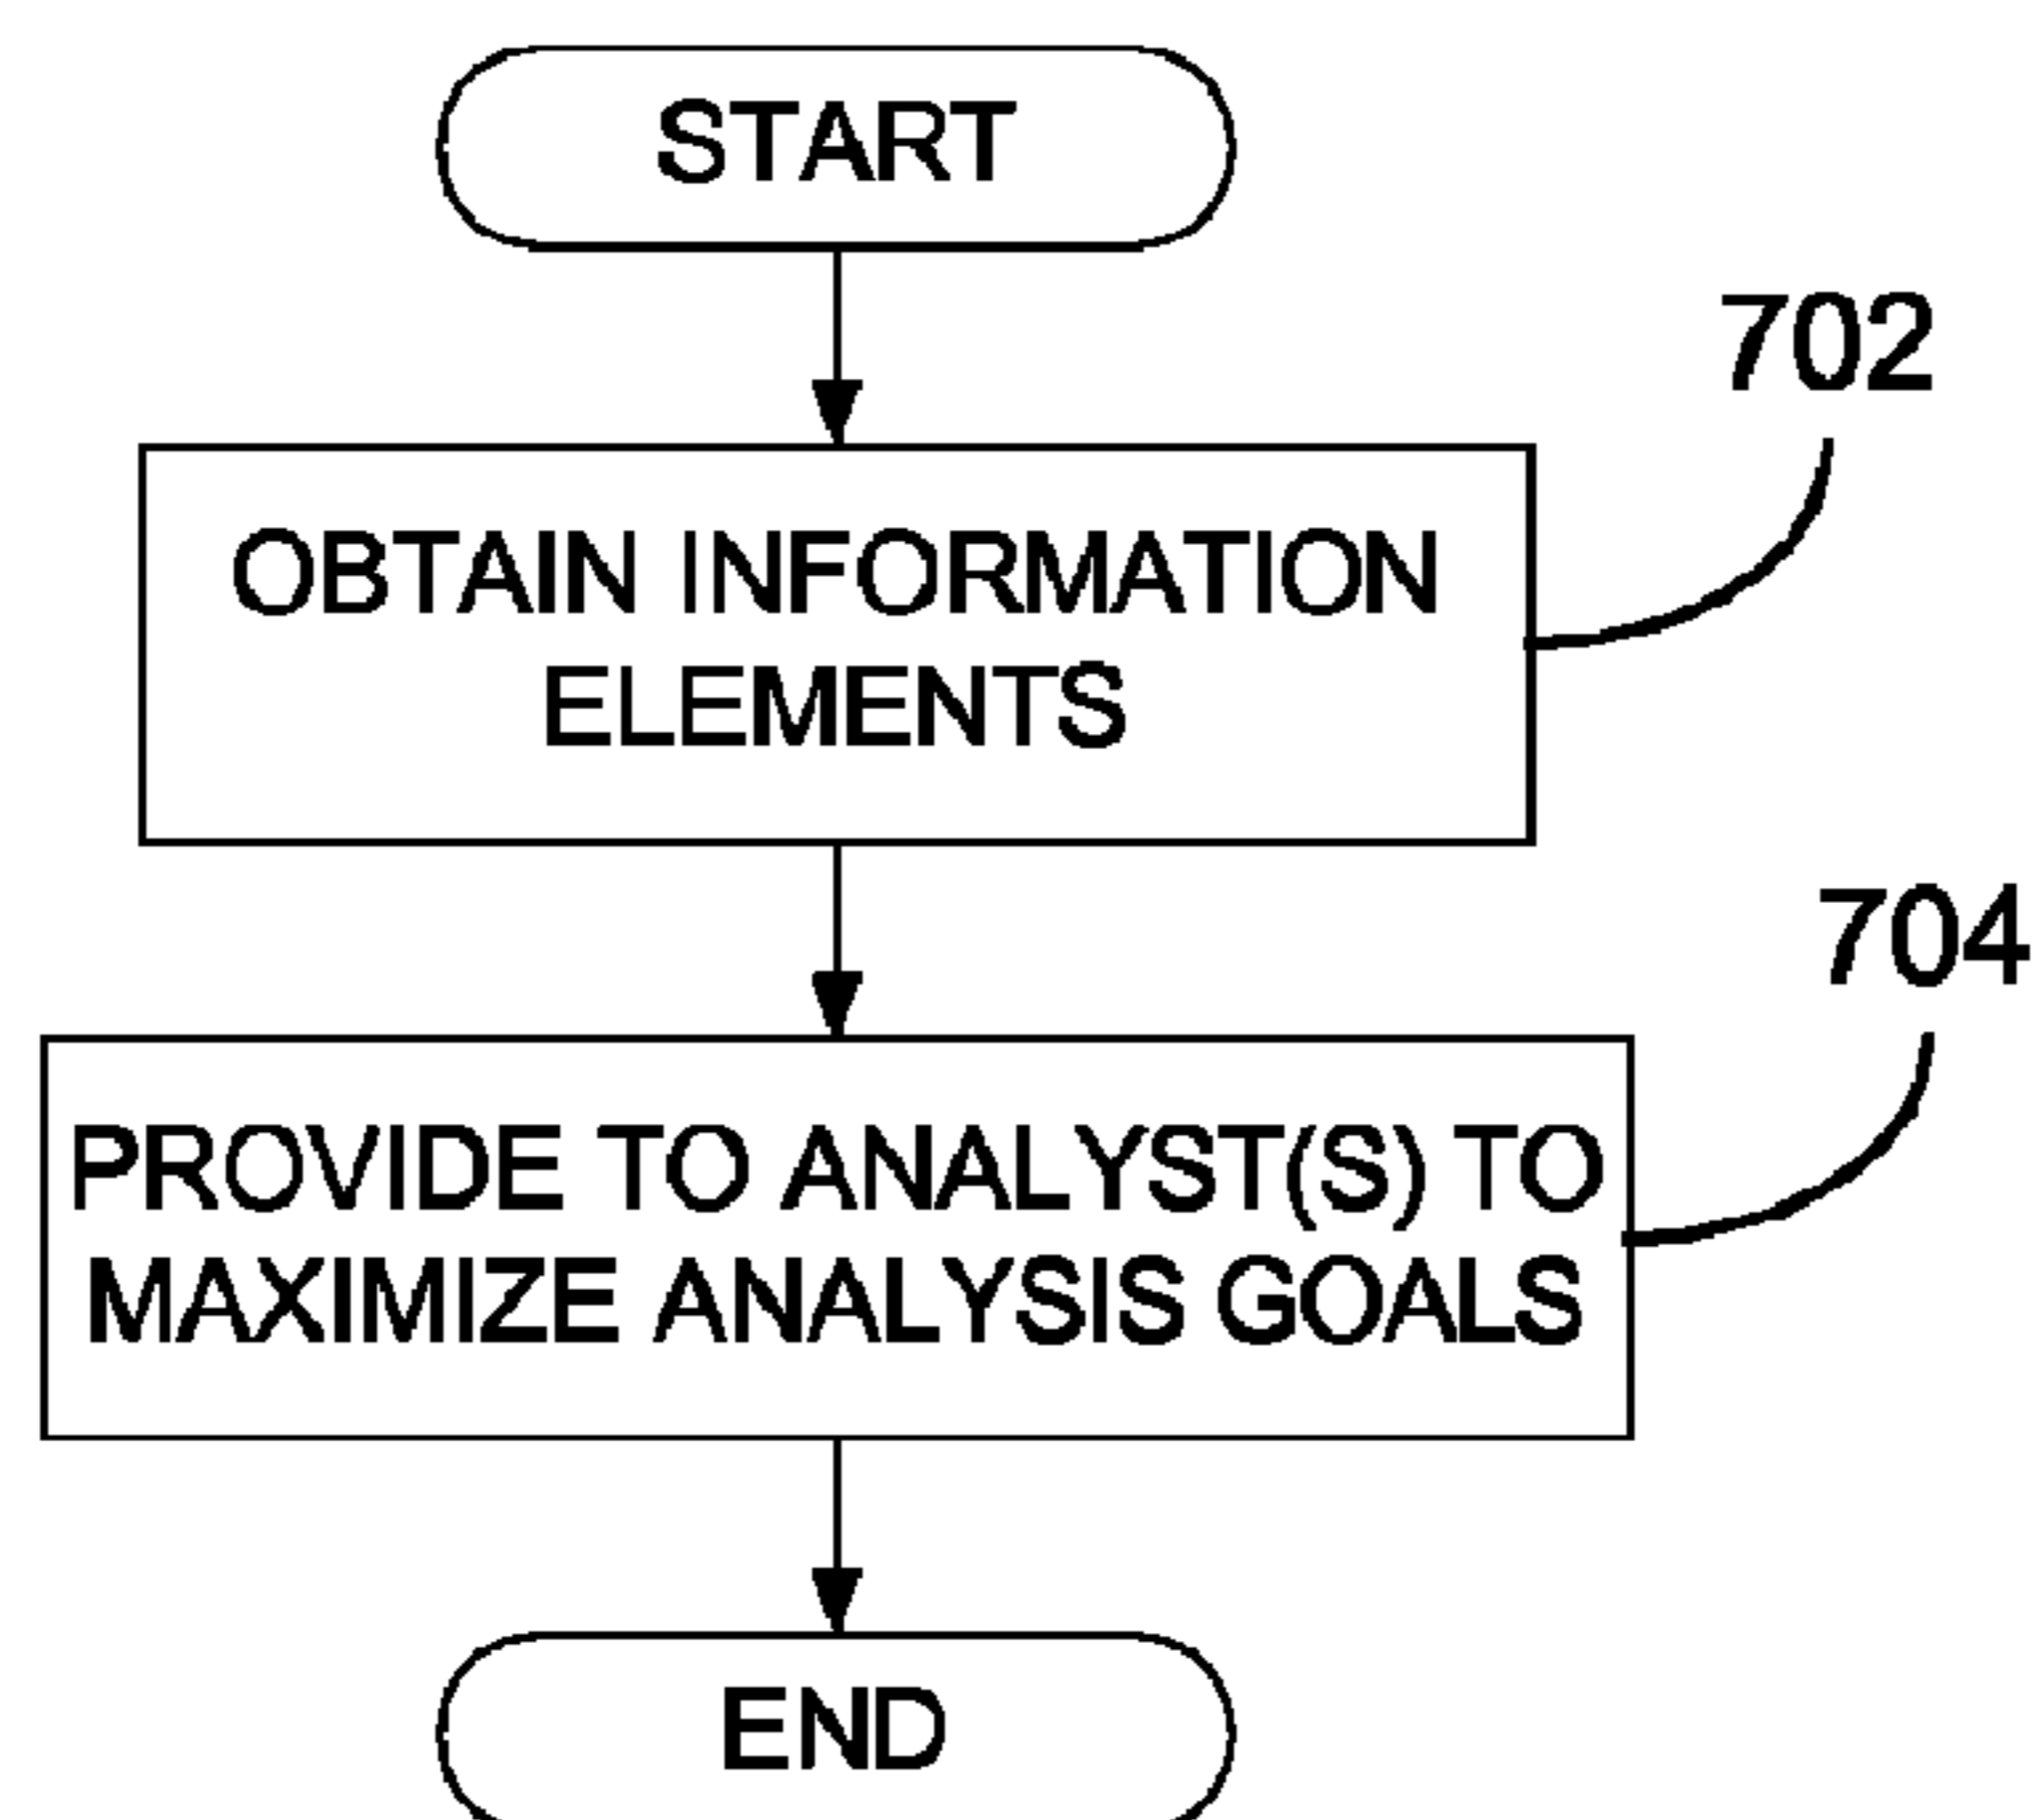 START
702
OBTAIN INFORMATION
ELEMENTS
704
PROVIDE TO ANALYST(S) TO
MAXIMIZE ANALYSIS GOALS
END